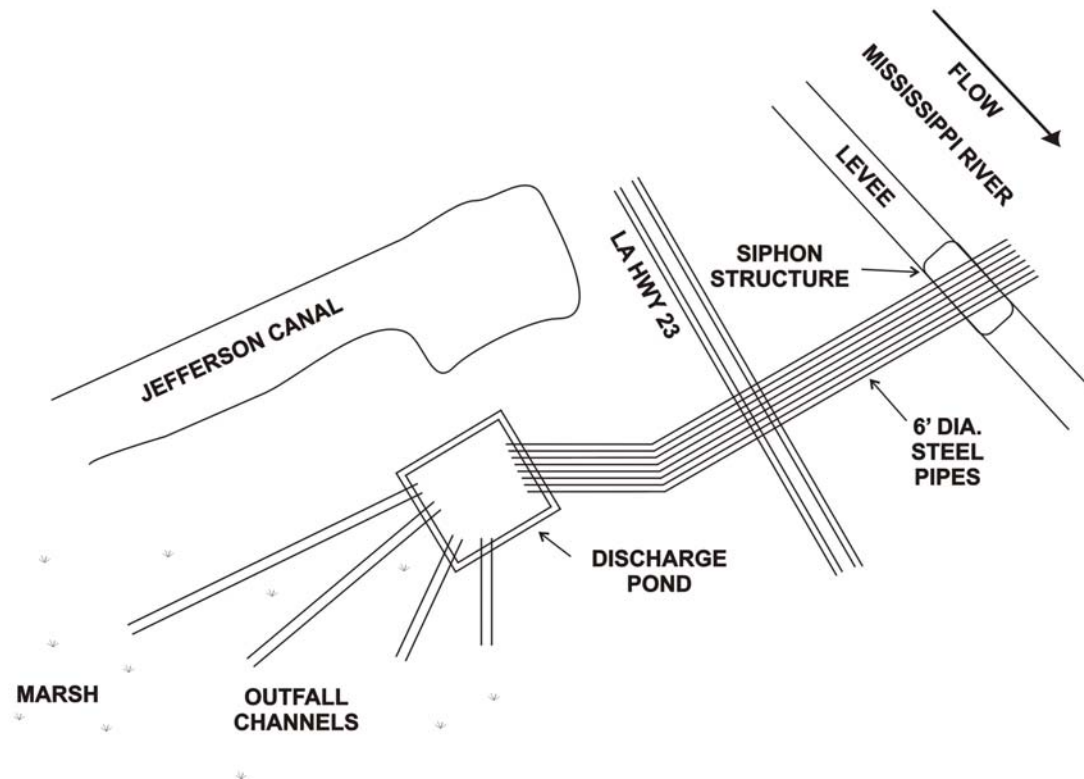 FLOW
MISSISSIPPI RIVER
LEVEE
SIPHON
STRUCTURE
LA HWY 23
JEFFERSON CANAL
6' DIA.
STEEL
PIPES
DISCHARGE
POND
MARSH
OUTFALL
CHANNELS